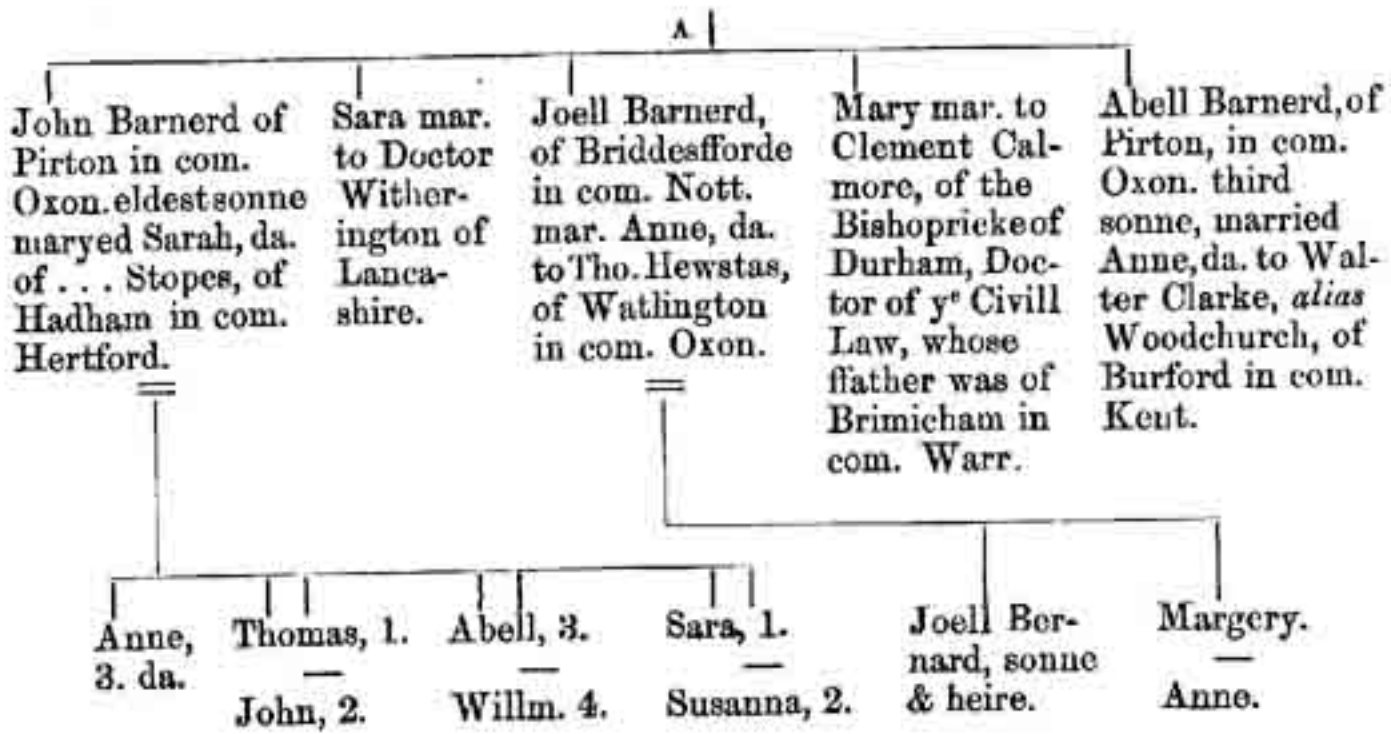 A
John Barnerd of
Pirton in com.
Oxon. eldest sonne
maryed Sarah, da.
of . . . Stopes, of
Hadham in com.
Hertford.
Sara mar.
to Doctor
Wither-
ington of
Lanca-
shire.
Joell Barnerd,
of Briddesfforde
in com. Nott.
mar. Anne, da.
to Tho. Hewstas,
of Watlington
in com. Oxon.
Mary mar. to
Clement Cal-
more, of the
Bishopricke of
Durham, Doc-
tor of yᵉ Civill
Law, whose
ffather was of
Brimicham in
com. Warr.
Abell Barnerd, of
Pirton, in com.
Oxon. third
sonne, married
Anne, da. to Wal-
ter Clarke, alias
Woodchurch, of
Burford in com.
Kent.
Anne,
3. da.
Thomas, 1.
—
John, 2.
Abell, 3.
—
Willm. 4.
Sara, 1.
—
Susanna, 2.
Joell Ber-
nard, sonne
& heire.
Margery.
—
Anne.